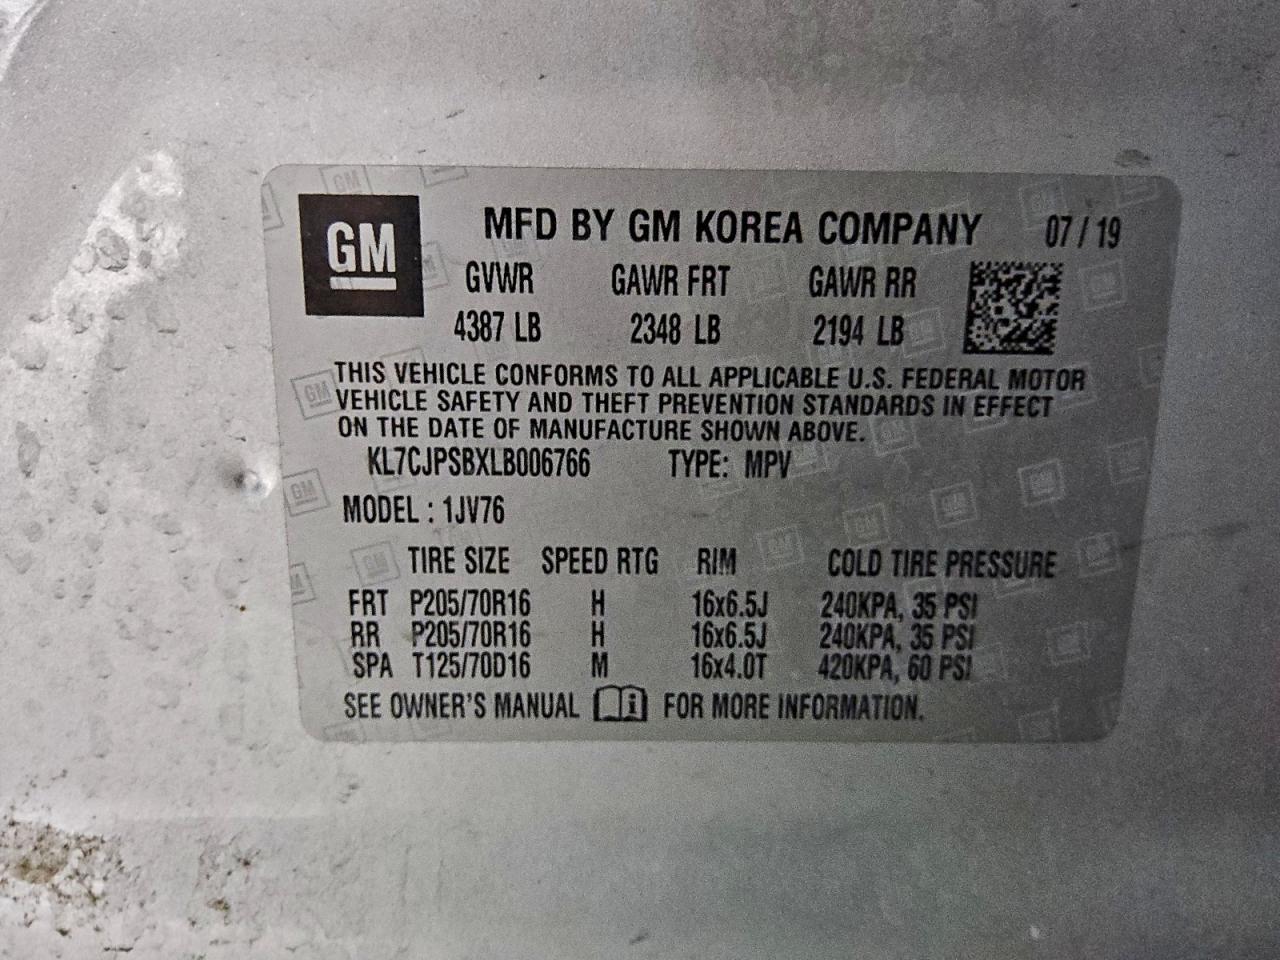 GM
MFD BY GM KOREA COMPANY 07 / 19
GVWR GAWR FRT GAWR RR
4387 LB 2348 LB 2194 LB
THIS VEHICLE CONFORMS TO ALL APPLICABLE U.S. FEDERAL MOTOR
VEHICLE SAFETY AND THEFT PREVENTION STANDARDS IN EFFECT
ON THE DATE OF MANUFACTURE SHOWN ABOVE.
KL7CJPSBXLB006766 TYPE: MPV
MODEL : 1JV76
TIRE SIZE SPEED RTG RIM COLD TIRE PRESSURE
FRT P205/70R16 H 16x6.5J 240KPA, 35 PSI
RR P205/70R16 H 16x6.5J 240KPA, 35 PSI
SPA T125/70D16 M 16x4.0T 420KPA, 60 PSI
SEE OWNER'S MANUAL i FOR MORE INFORMATION.